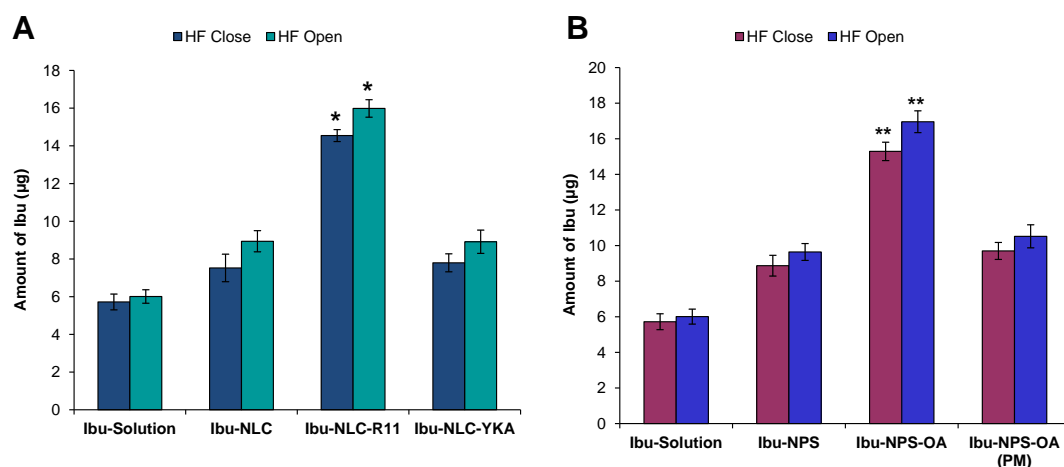 A
HF Close HF Open
Amount of Ibu (µg)
18
16
14
12
10
8
6
4
2
0
*
*
Ibu-Solution Ibu-NLC Ibu-NLC-R11 Ibu-NLC-YKA
B
HF Close HF Open
Amount of Ibu (µg)
20
18
16
14
12
10
8
6
4
2
0
**
**
Ibu-Solution Ibu-NPS Ibu-NPS-OA Ibu-NPS-OA
(PM)